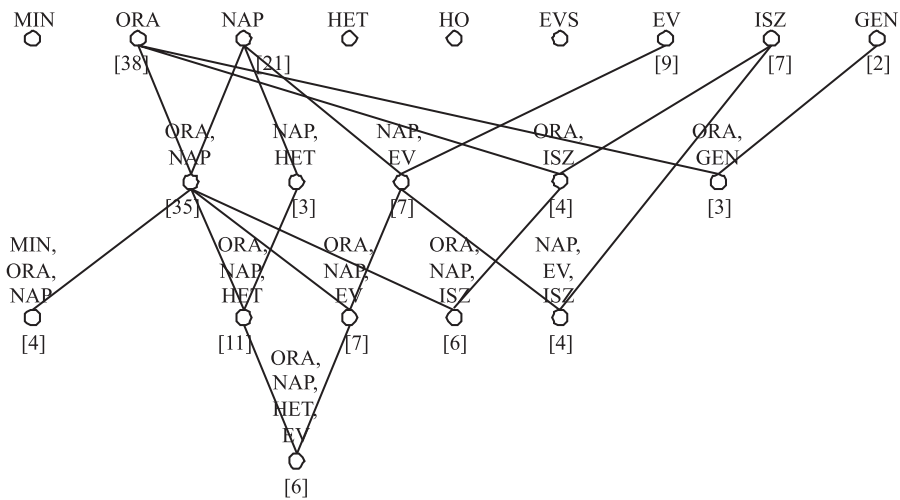 MIN ORA NAP HET HO EVS EV ISZ GEN
[38] [21] [9] [7] [2]
ORA, NAP, NAP, ORA, ORA,
NAP HET EV ISZ GEN
[35] [3] [7] [4] [3]
MIN, ORA, ORA, ORA, NAP,
ORA, NAP, NAP, NAP, EV,
NAP HET EV ISZ ISZ
[4] [11] [7] [6] [4]
ORA,
NAP,
HET,
EV
[6]